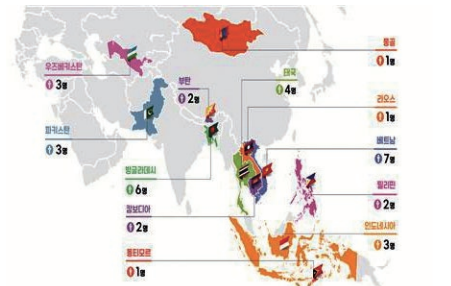 몽골
1명
우즈베키스탄
3명
부탄
2명
태국
4명
라오스
1명
파키스탄
3명
베트남
7명
방글라데시
6명
필리핀
2명
캄보디아
2명
인도네시아
3명
동티모르
1명